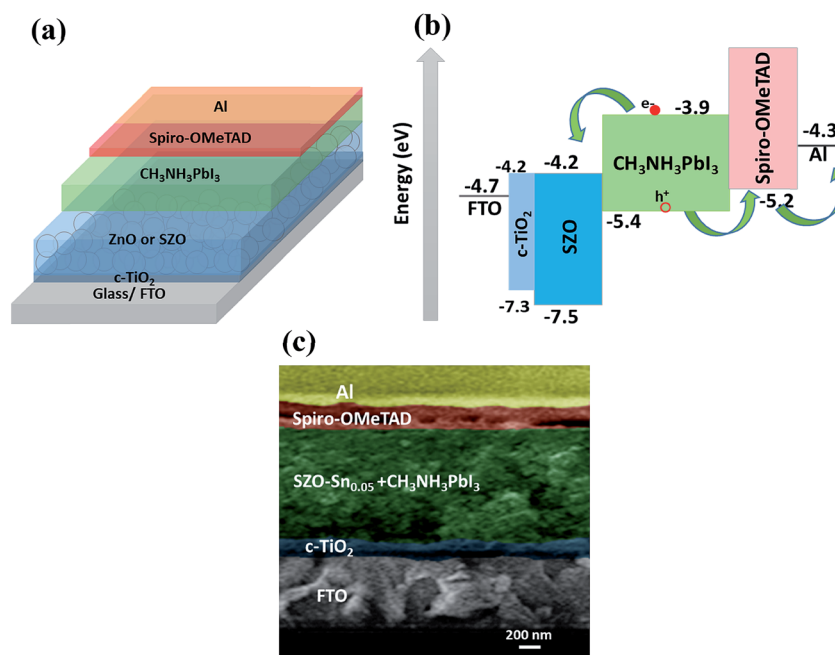 (a)
Al
Spiro-OMeTAD
CH₃NH₃PbI₃
ZnO or SZO
c-TiO₂
Glass/ FTO
(b)
Energy (eV)
-4.7
FTO
-4.2
c-TiO₂
-7.3
-4.2
SZO
-7.5
e-
-3.9
CH₃NH₃PbI₃
h⁺
-5.4
Spiro-OMeTAD
-5.2
-4.3
Al
(c)
Al
Spiro-OMeTAD
SZO-Sn₀.₀₅ +CH₃NH₃PbI₃
c-TiO₂
FTO
200 nm